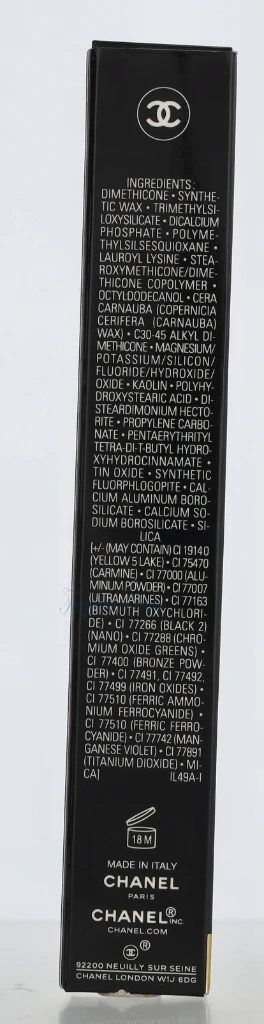 INGREDIENTS:
DIMETHICONE • SYNTHE-
TIC WAX • TRIMETHYLSI-
LOXYSILICATE • DICALCIUM
PHOSPHATE • POLYME-
THYLSILSESQUIOXANE •
LAUROYL LYSINE • STEA-
ROXYMETHICONE/DIME-
THICONE COPOLYMER •
OCTYLDODECANOL • CERA
CARNAUBA (COPERNICIA
CERIFERA (CARNAUBA)
WAX) • C30-45 ALKYL DI-
METHICONE • MAGNESIUM/
POTASSIUM/SILICON/
FLUORIDE/HYDROXIDE/
OXIDE • KAOLIN • POLYHY-
DROXYSTEARIC ACID • DI-
STEARDIMONIUM HECTO-
RITE • PROPYLENE CARBO-
NATE • PENTAERYTHRITYL
TETRA-DI-T-BUTYL HYDRO-
XYHYDROCINNAMATE •
TIN OXIDE • SYNTHETIC
FLUORPHLOGOPITE • CAL-
CIUM ALUMINUM BORO-
SILICATE • CALCIUM SO-
DIUM BOROSILICATE • SI-
LICA
[+/- (MAY CONTAIN) CI 19140
(YELLOW 5 LAKE) • CI 75470
(CARMINE) • CI 77000 (ALU-
MINUM POWDER) • CI 77007
(ULTRAMARINES) • CI 77163
(BISMUTH OXYCHLORI-
DE) • CI 77266 (BLACK 2)
(NANO) • CI 77288 (CHRO-
MIUM OXIDE GREENS) •
CI 77400 (BRONZE POW-
DER) • CI 77491, CI 77492,
CI 77499 (IRON OXIDES) •
CI 77510 (FERRIC AMMO-
NIUM FERROCYANIDE) •
CI 77510 (FERRIC FERRO-
CYANIDE) • CI 77742 (MAN-
GANESE VIOLET) • CI 77891
(TITANIUM DIOXIDE) • MI-
CA] IL49A-I
18 M
MADE IN ITALY
CHANEL
PARIS
CHANEL® INC.
CHANEL.COM
®
92200 NEUILLY SUR SEINE
CHANEL LONDON W1J 6DG